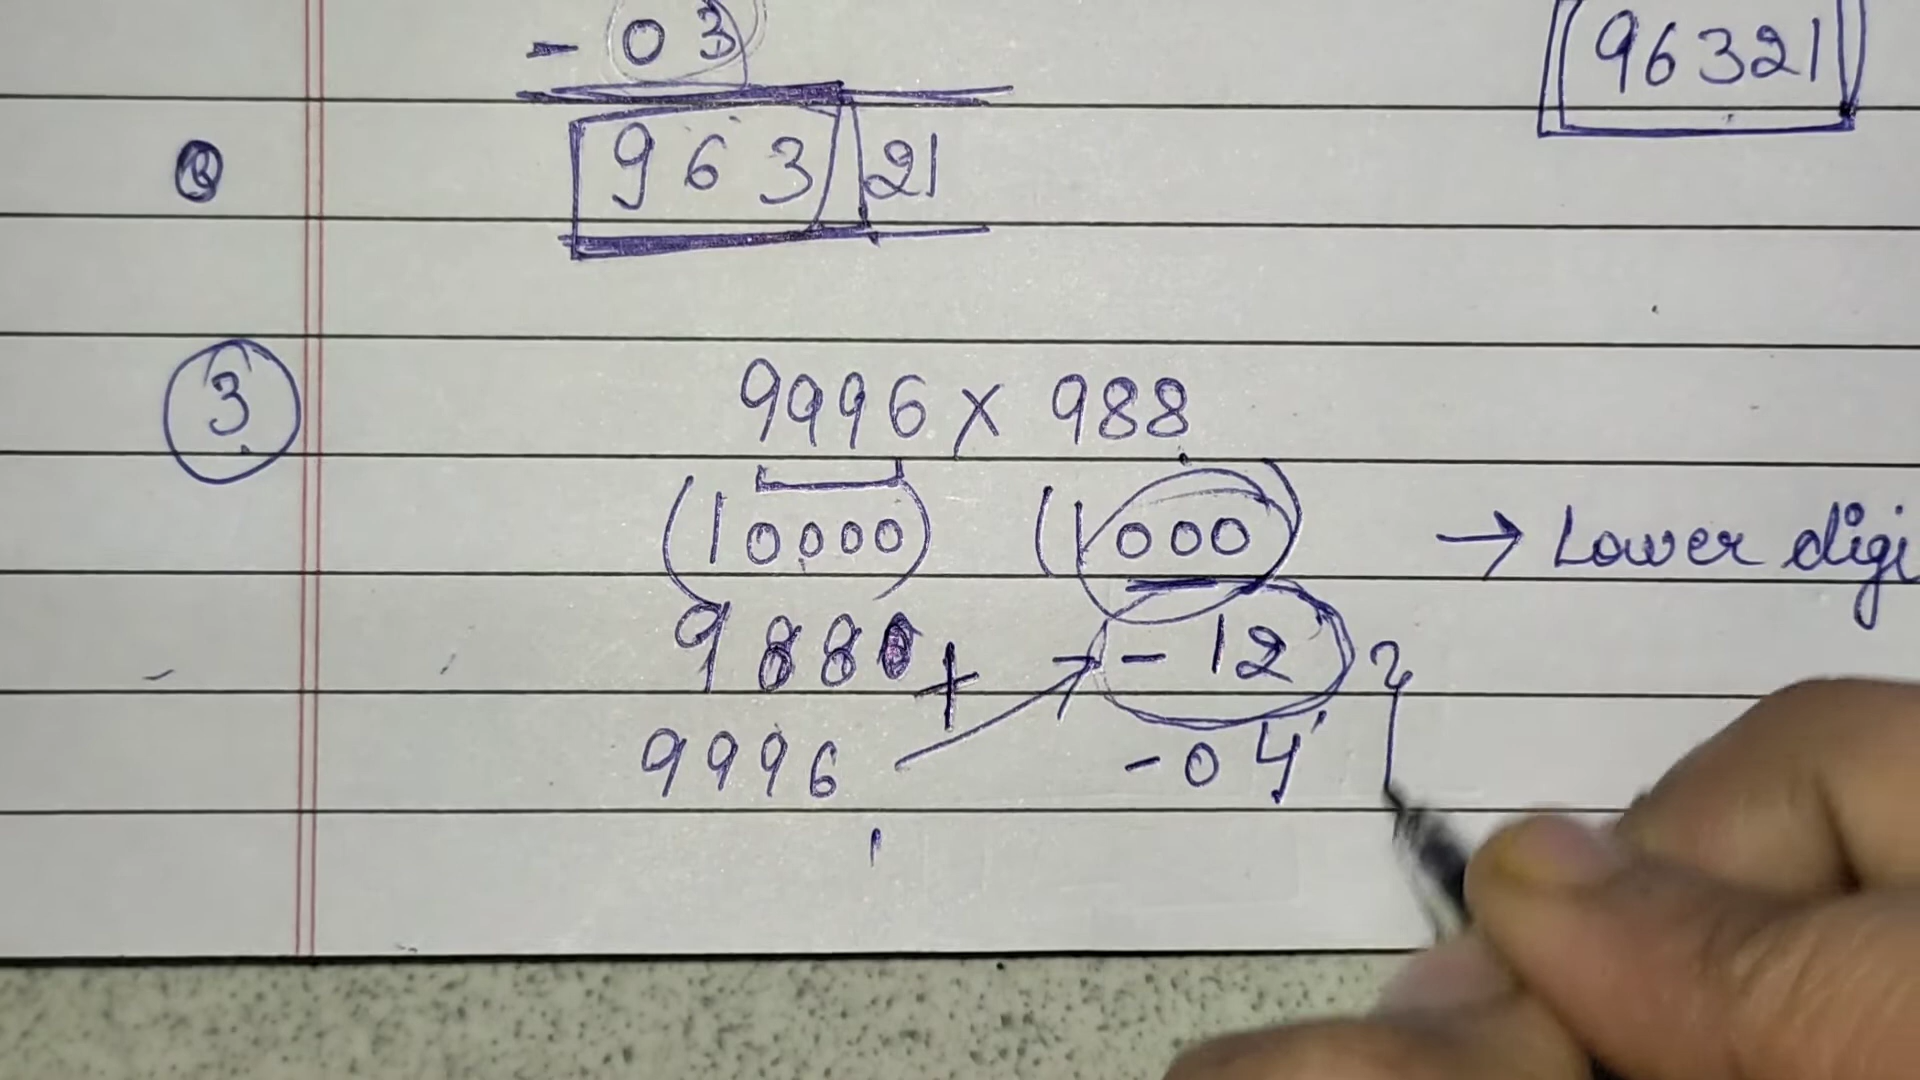 - 03
96321
963 21
3
9996 x 988
(10000) (1000) → Lower digi
9880 + → -12
9996 -04